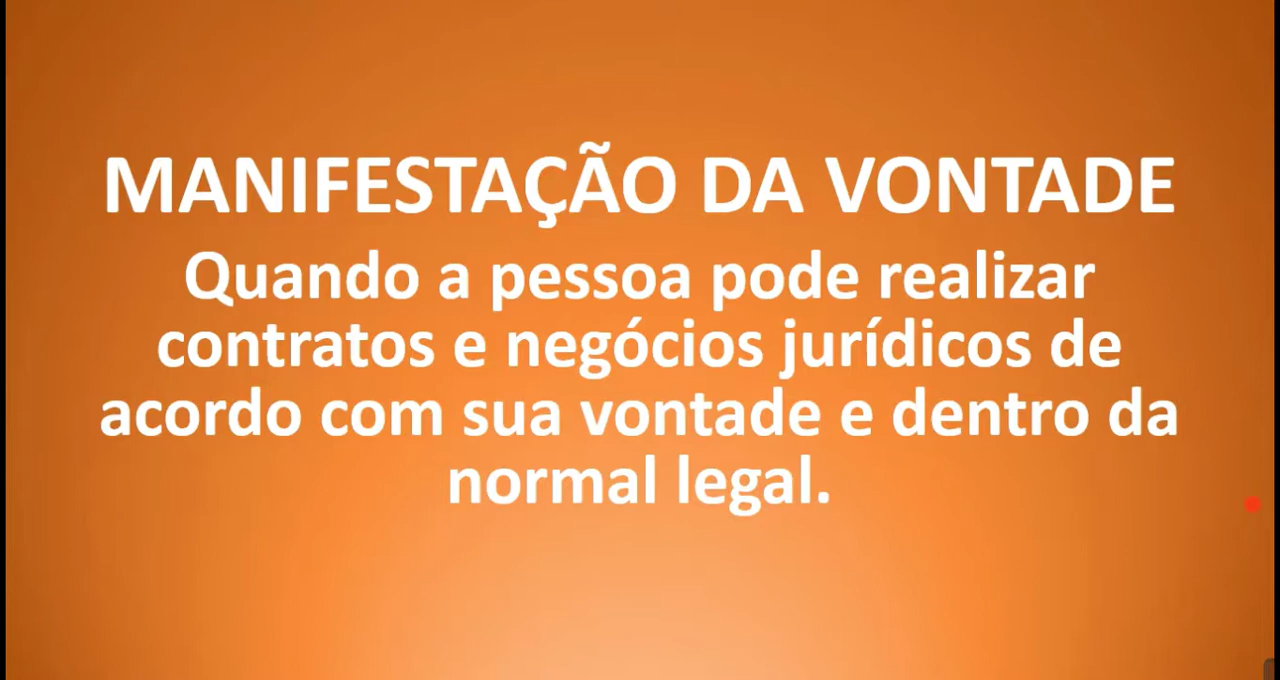 MANIFESTAÇÃO DA VONTADE
Quando a pessoa pode realizar
contratos e negócios jurídicos de
acordo com sua vontade e dentro da
normal legal.